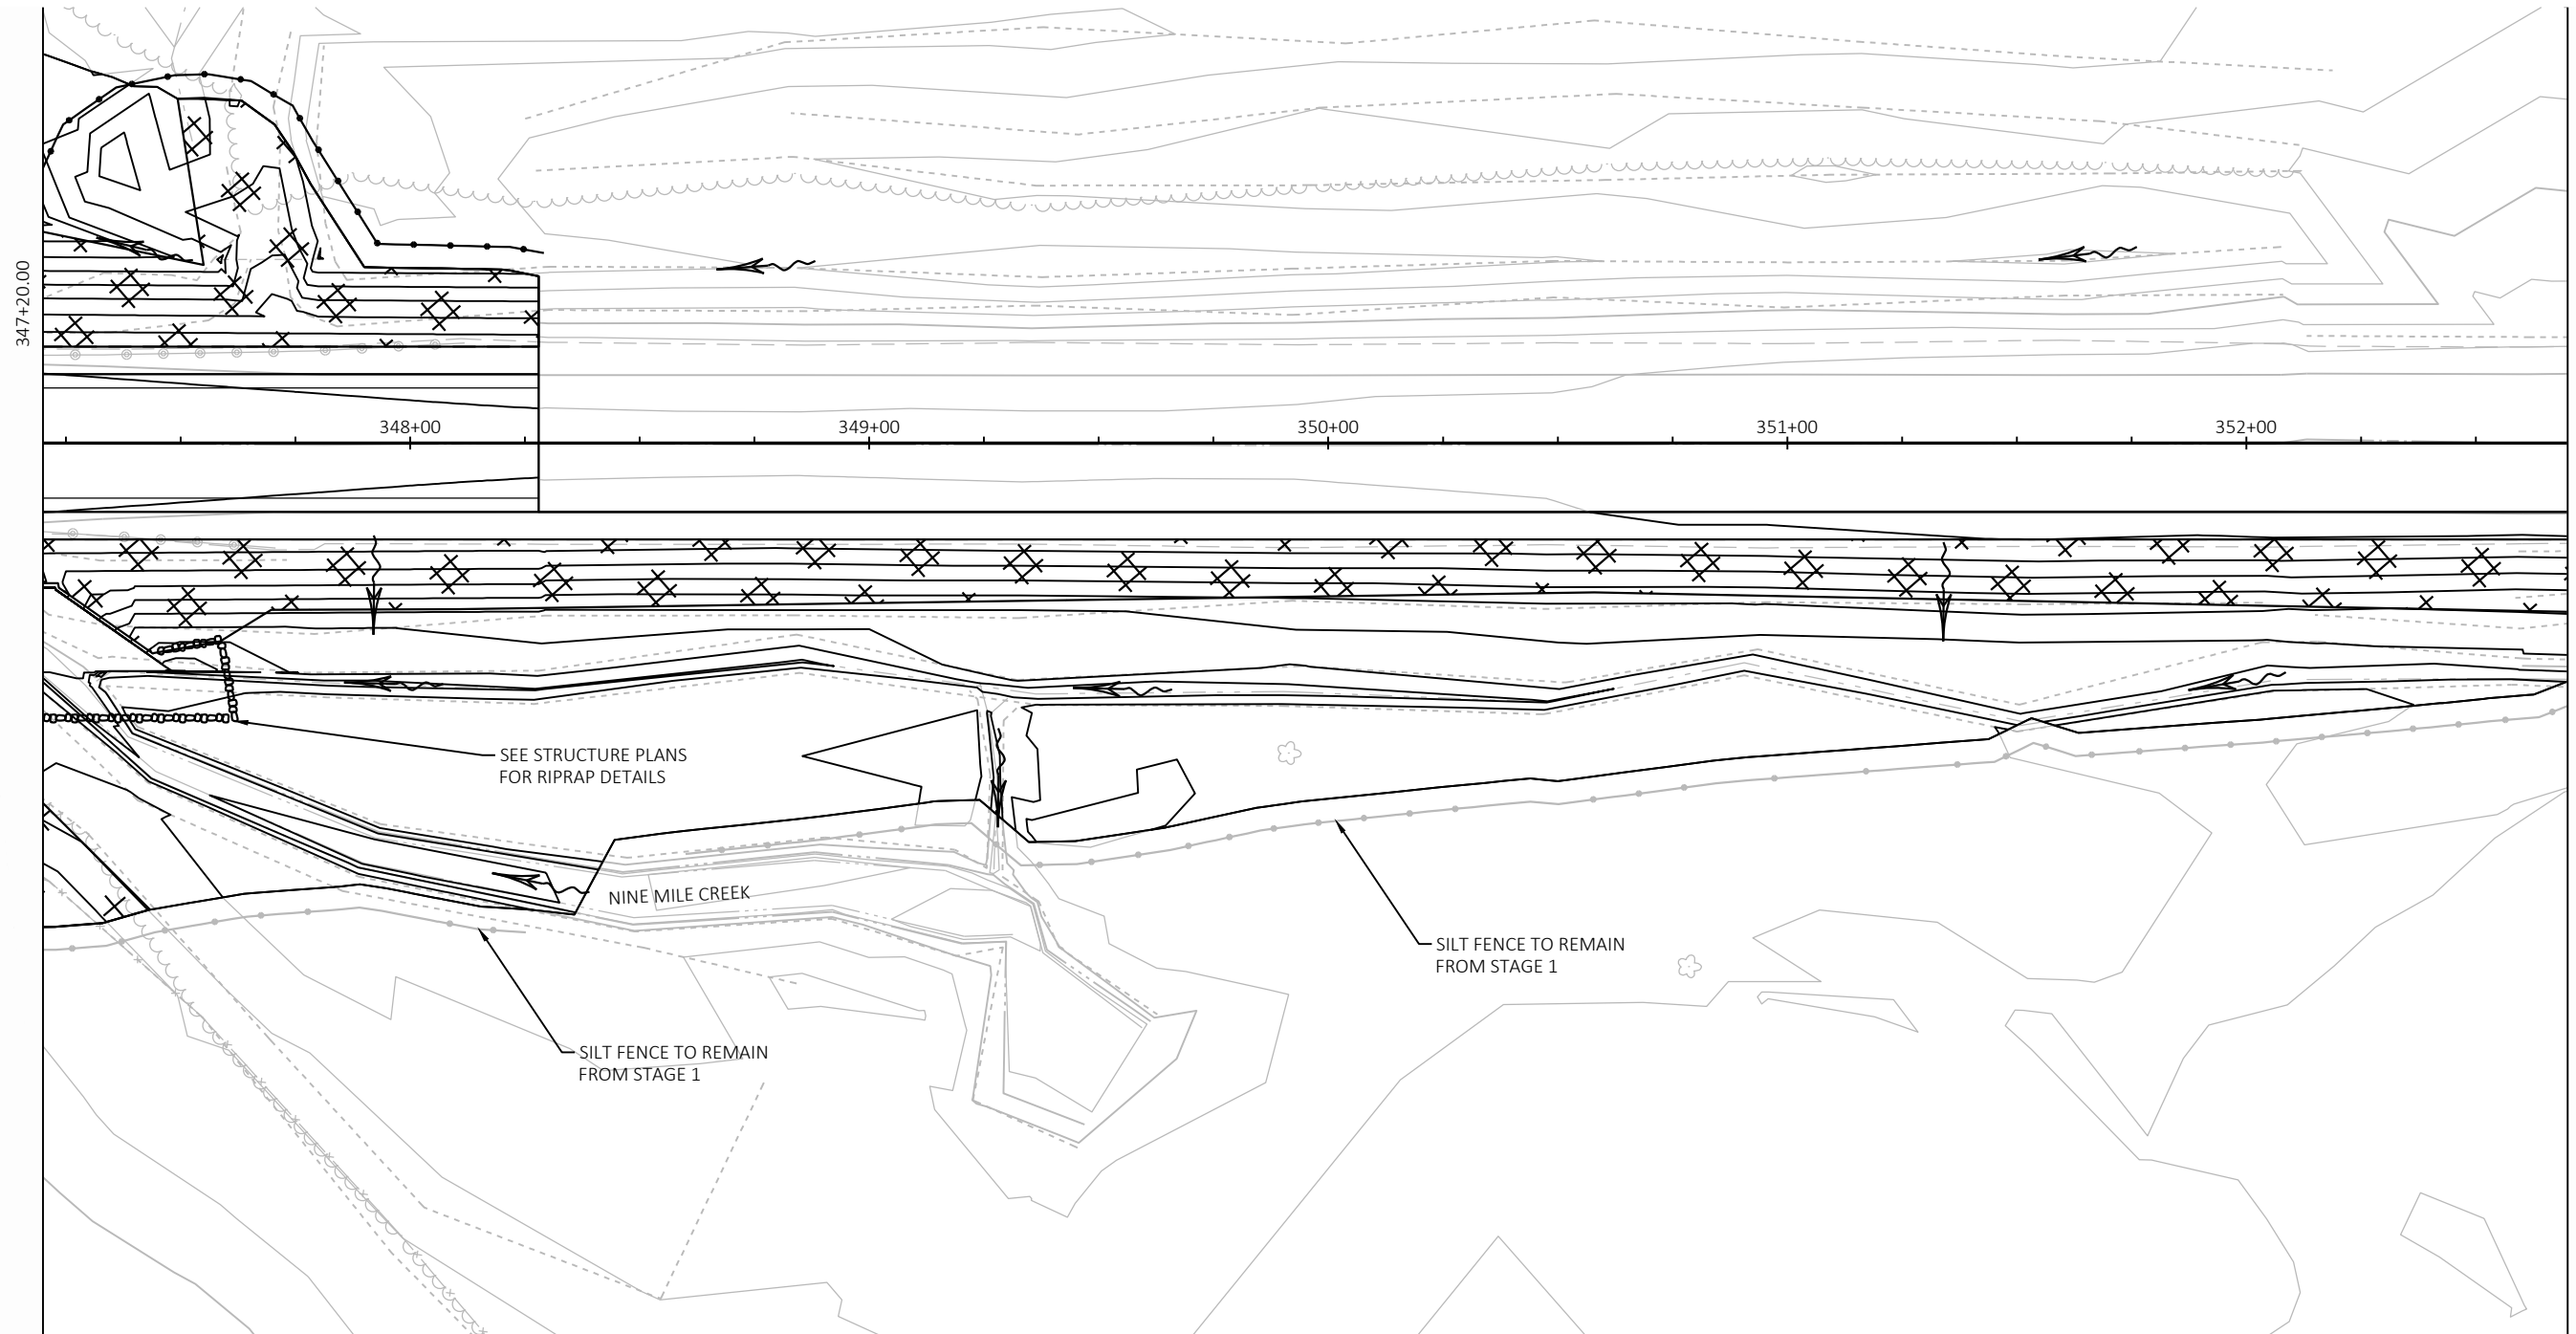 347+20.00
348+00
349+00
350+00
351+00
352+00
SEE STRUCTURE PLANS
FOR RIPRAP DETAILS
NINE MILE CREEK
SILT FENCE TO REMAIN
FROM STAGE 1
SILT FENCE TO REMAIN
FROM STAGE 1